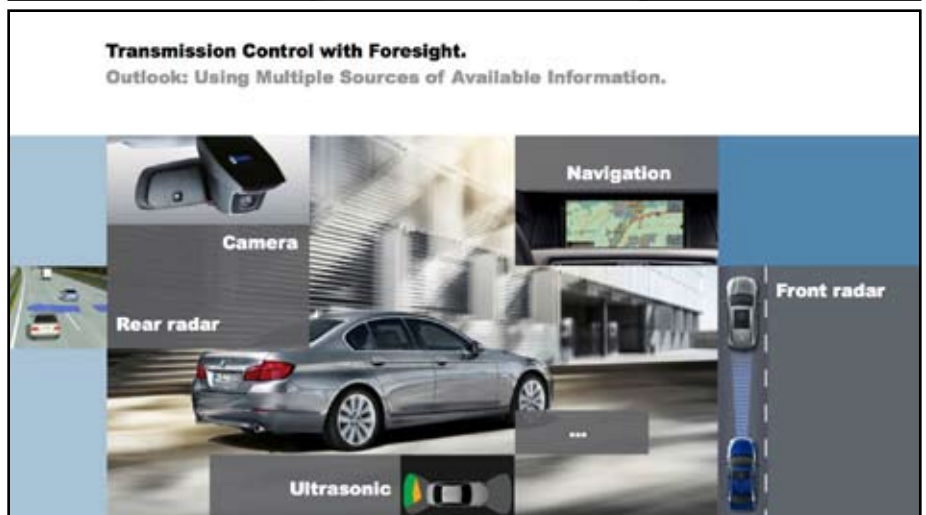 Transmission Control with Foresight.
Outlook: Using Multiple Sources of Available Information.
Navigation
Camera
Front radar
Rear radar
...
Ultrasonic